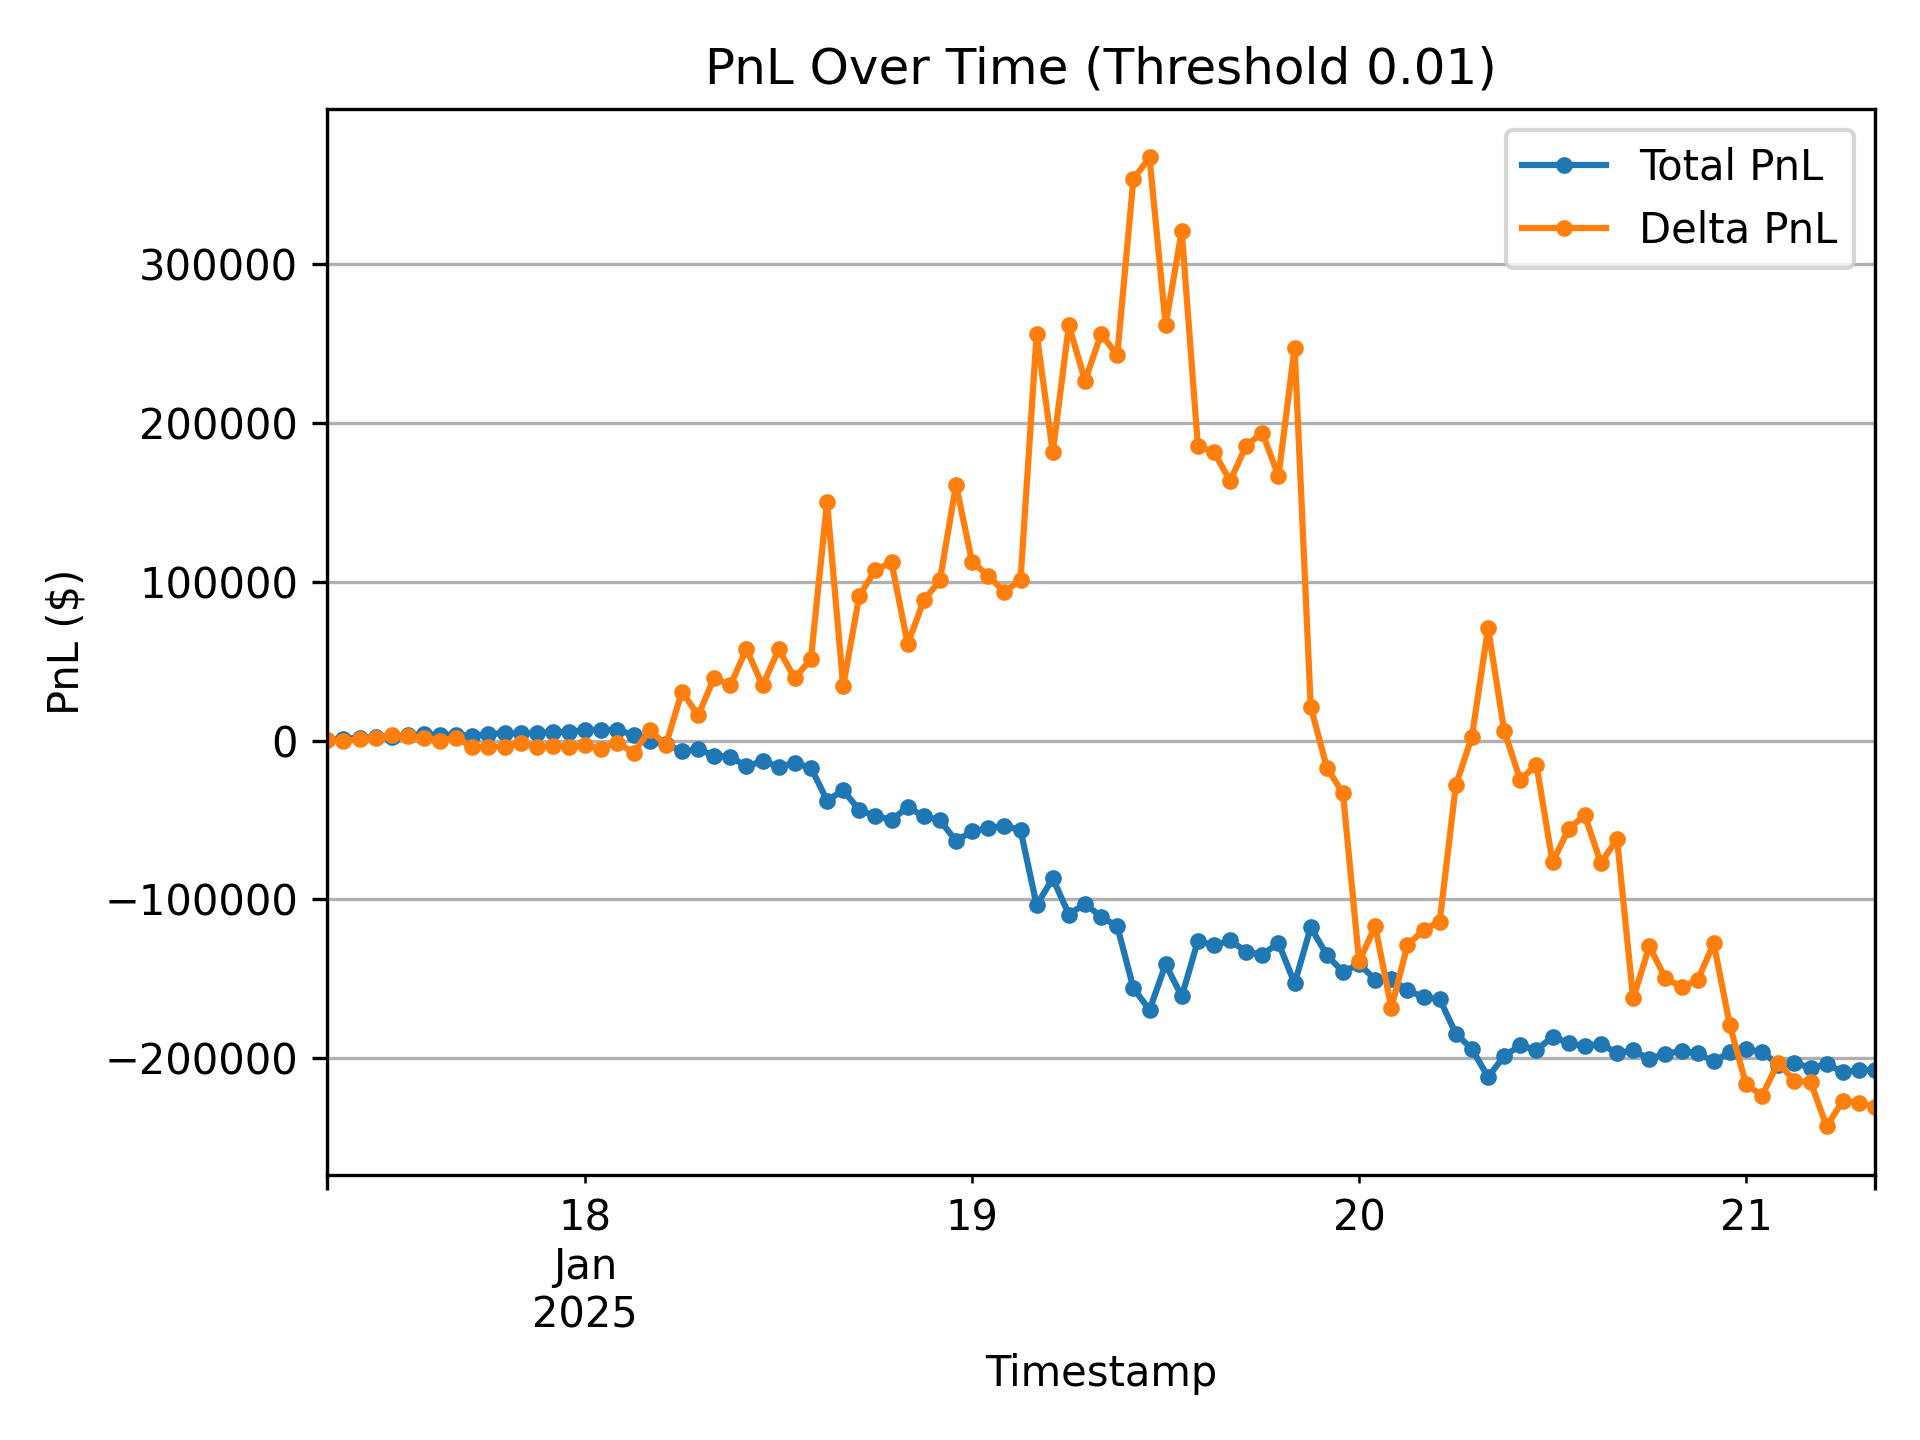 PnL Over Time (Threshold 0.01)
Total PnL
Delta PnL
300000
200000
100000
0
−100000
−200000
PnL ($)
18
19
20
21
Jan
2025
Timestamp